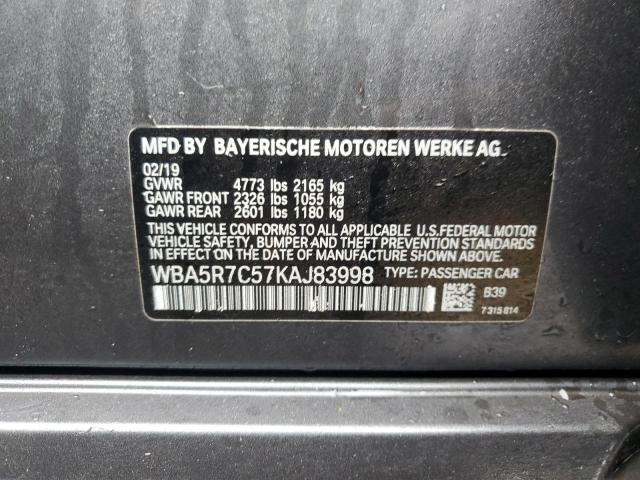 MFD BY BAYERISCHE MOTOREN WERKE AG.
02/19
GVWR 4773 lbs 2165 kg
GAWR FRONT 2326 lbs 1055 kg
GAWR REAR 2601 lbs 1180 kg
THIS VEHICLE CONFORMS TO ALL APPLICABLE U.S.FEDERAL MOTOR
VEHICLE SAFETY, BUMPER AND THEFT PREVENTION STANDARDS
IN EFFECT ON THE DATE OF MANUFACTURE SHOWN ABOVE.
WBA5R7C57KAJ83998 TYPE: PASSENGER CAR
B39
7315814